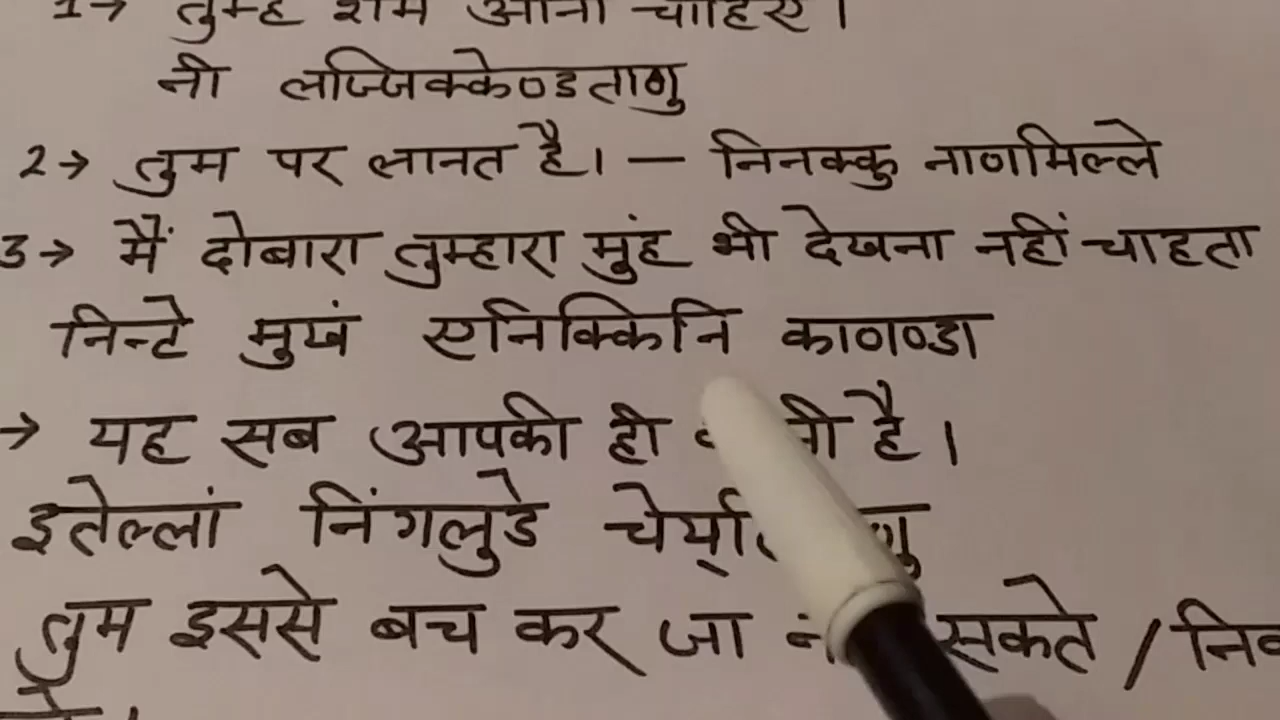 1→ तुम्हे शर्म आनी चाहिए।
नी लज्जिक्केण्डतागु
2→ तुम पर लानत है। — निनक्कु नाणमिल्ले
3→ मैं दोबारा तुम्हारा मुंह भी देखना नहीं चाहता
निन्टे मुखं एनिक्किनि काणण्डा
→ यह सब आपकी ही है।
इतेल्लां निंगलुडे
तुम इससे बच कर जा सकते /